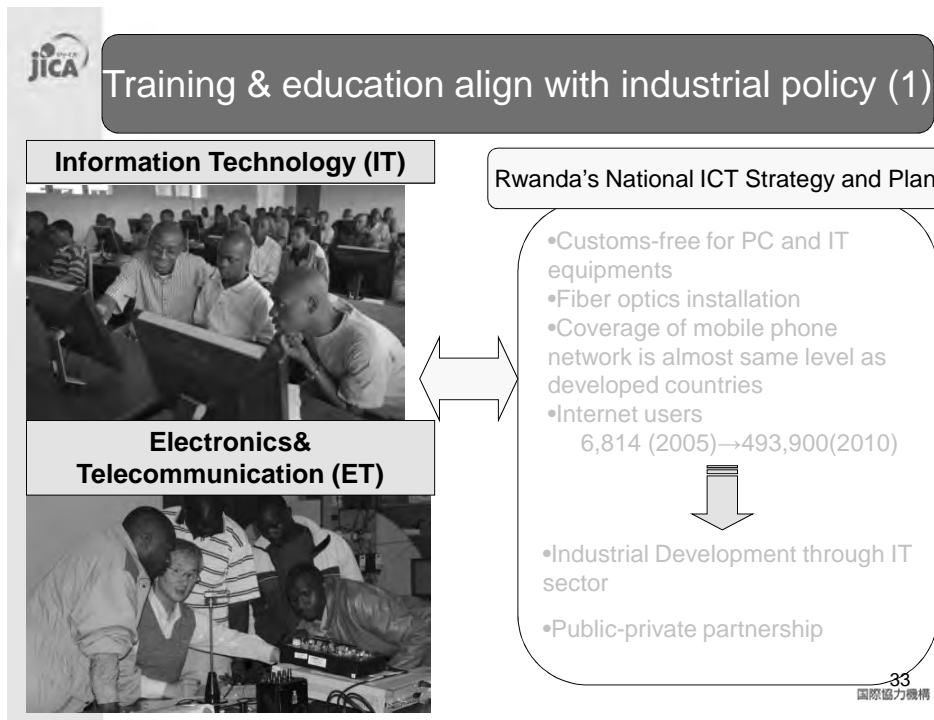 jICA
Training & education align with industrial policy (1)
Information Technology (IT)
Rwanda's National ICT Strategy and Plan
•Customs-free for PC and IT
equipments
•Fiber optics installation
•Coverage of mobile phone
network is almost same level as
developed countries
•Internet users
6,814 (2005)→493,900(2010)
Electronics&
Telecommunication (ET)
•Industrial Development through IT
sector
•Public-private partnership
33
国際協力機構